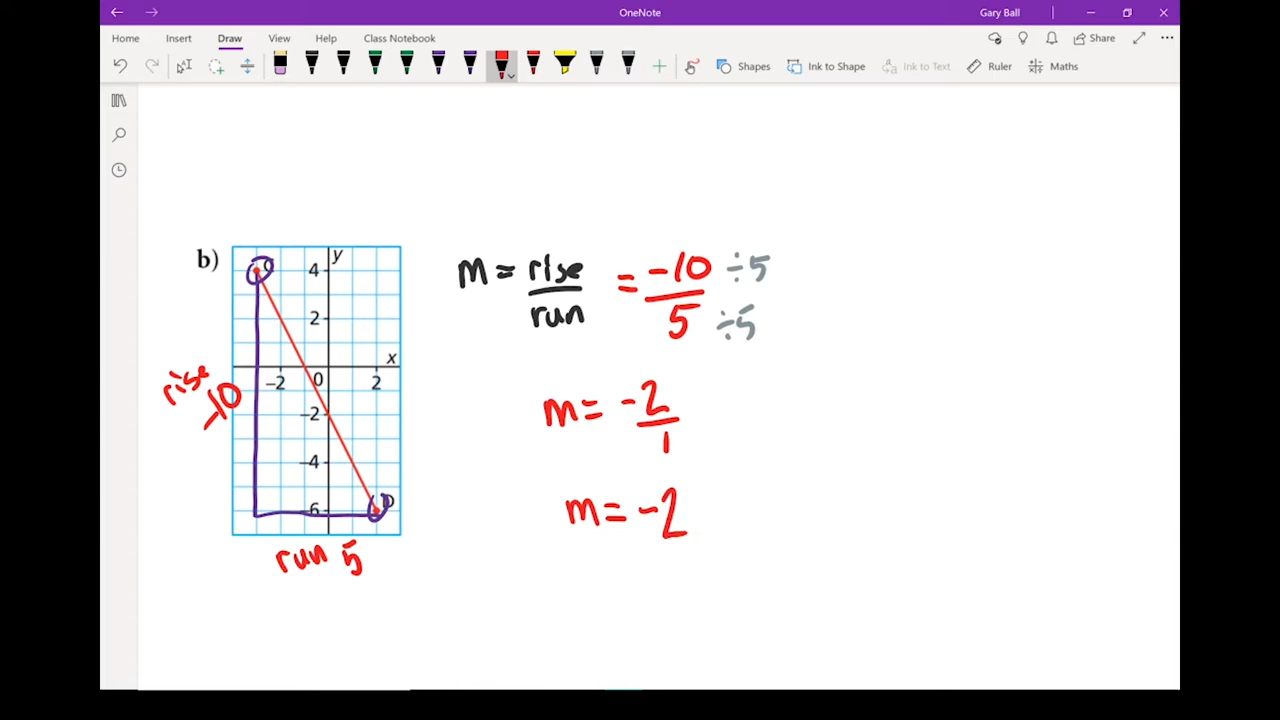 OneNote
Gary Ball
Home Insert Draw View Help Class Notebook
Share
Shapes Ink to Shape Ink to Text Ruler Maths
b)
C
y
4
2
x
-2 0 2
-2
-4
-6
D
rise
-10
run 5
m = rise/run = -10/5 ÷5 ÷5
m = -2/1
m = -2